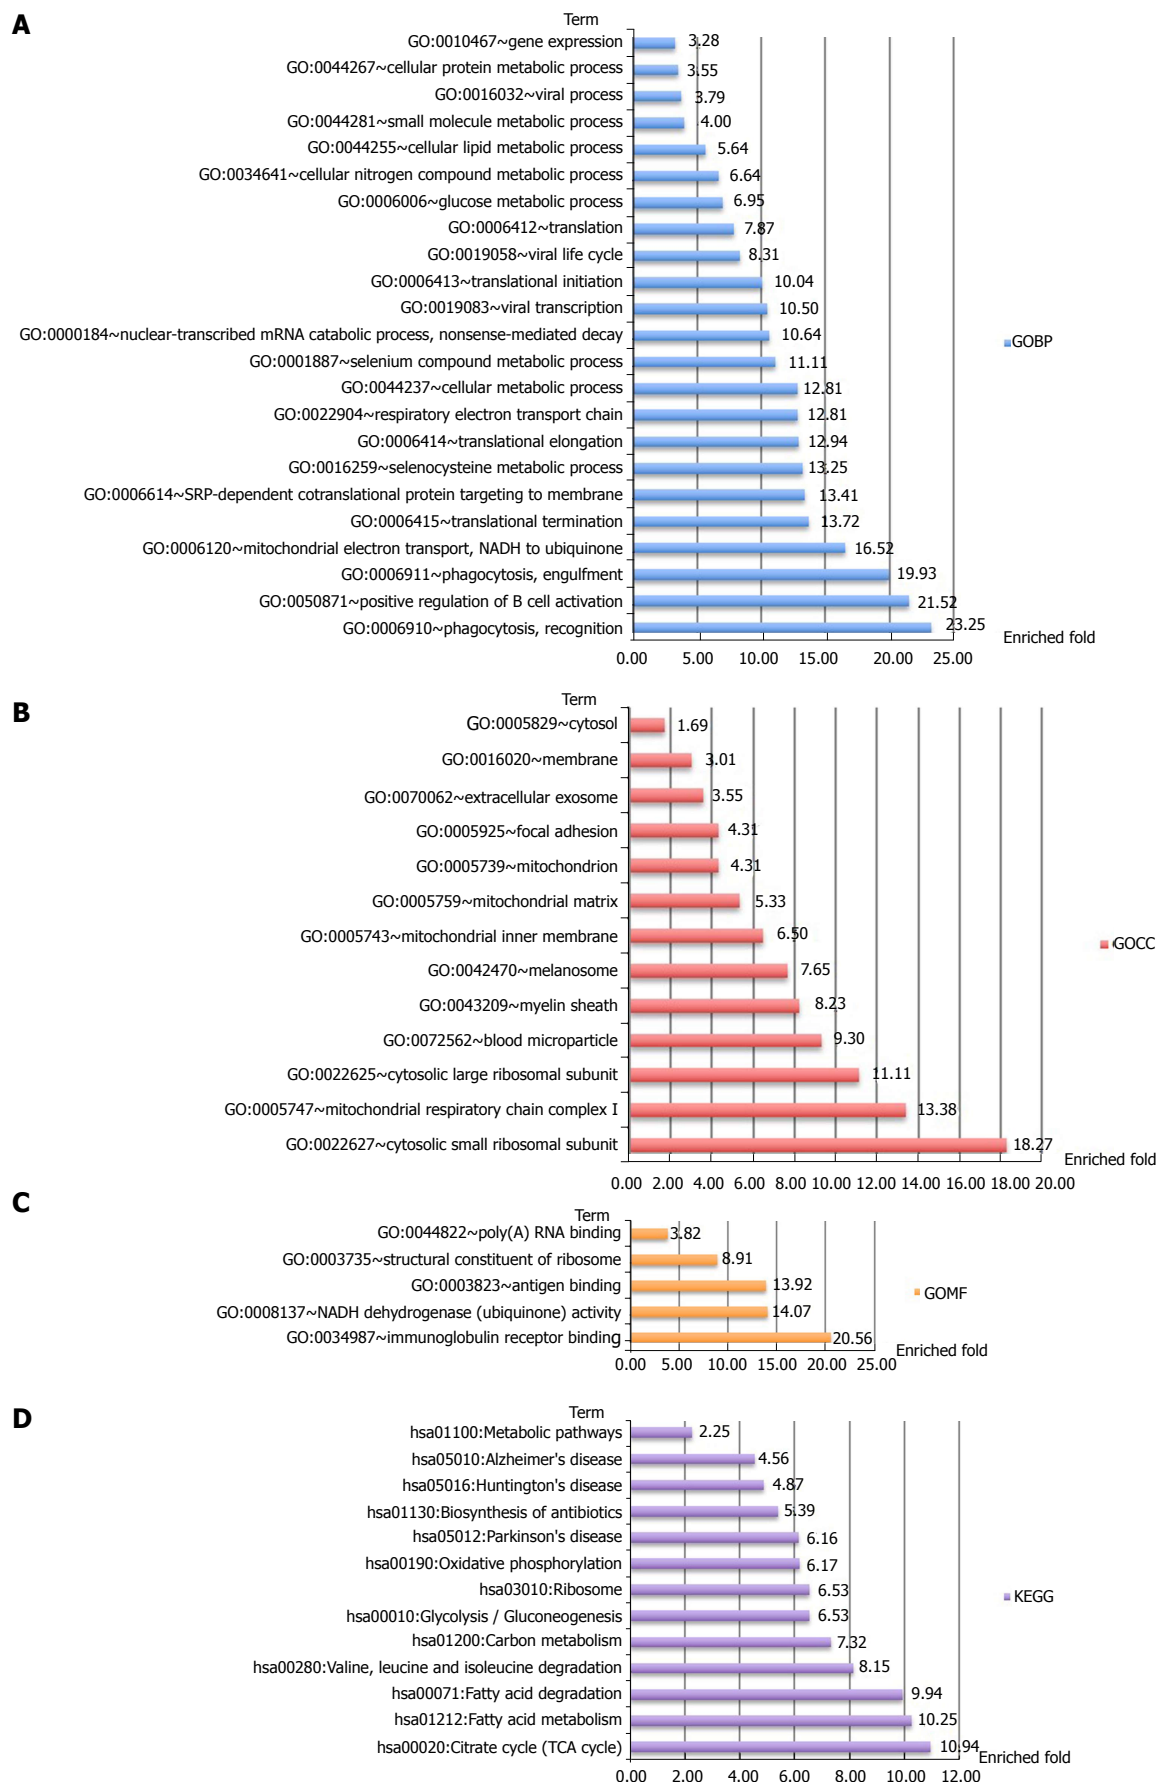 A
Term
GO:0010467~gene expression 3.28
GO:0044267~cellular protein metabolic process 3.55
GO:0016032~viral process 3.79
GO:0044281~small molecule metabolic process 4.00
GO:0044255~cellular lipid metabolic process 5.64
GO:0034641~cellular nitrogen compound metabolic process 6.64
GO:0006006~glucose metabolic process 6.95
GO:0006412~translation 7.87
GO:0019058~viral life cycle 8.31
GO:0006413~translational initiation 10.04
GO:0019083~viral transcription 10.50
GO:0000184~nuclear-transcribed mRNA catabolic process, nonsense-mediated decay 10.64
GOBP
GO:0001887~selenium compound metabolic process 11.11
GO:0044237~cellular metabolic process 12.81
GO:0022904~respiratory electron transport chain 12.81
GO:0006414~translational elongation 12.94
GO:0016259~selenocysteine metabolic process 13.25
GO:0006614~SRP-dependent cotranslational protein targeting to membrane 13.41
GO:0006415~translational termination 13.72
GO:0006120~mitochondrial electron transport, NADH to ubiquinone 16.52
GO:0006911~phagocytosis, engulfment 19.93
GO:0050871~positive regulation of B cell activation 21.52
GO:0006910~phagocytosis, recognition 23.25
Enriched fold
0.00 5.00 10.00 15.00 20.00 25.00
B
Term
GO:0005829~cytosol 1.69
GO:0016020~membrane 3.01
GO:0070062~extracellular exosome 3.55
GO:0005925~focal adhesion 4.31
GO:0005739~mitochondrion 4.31
GO:0005759~mitochondrial matrix 5.33
GO:0005743~mitochondrial inner membrane 6.50
GOCC
GO:0042470~melanosome 7.65
GO:0043209~myelin sheath 8.23
GO:0072562~blood microparticle 9.30
GO:0022625~cytosolic large ribosomal subunit 11.11
GO:0005747~mitochondrial respiratory chain complex I 13.38
GO:0022627~cytosolic small ribosomal subunit 18.27
Enriched fold
0.00 2.00 4.00 6.00 8.00 10.00 12.00 14.00 16.00 18.00 20.00
C
Term
GO:0044822~poly(A) RNA binding 3.82
GO:0003735~structural constituent of ribosome 8.91
GO:0003823~antigen binding 13.92
GOMF
GO:0008137~NADH dehydrogenase (ubiquinone) activity 14.07
GO:0034987~immunoglobulin receptor binding 20.56
Enriched fold
0.00 5.00 10.00 15.00 20.00 25.00
D
Term
hsa01100:Metabolic pathways 2.25
hsa05010:Alzheimer's disease 4.56
hsa05016:Huntington's disease 4.87
hsa01130:Biosynthesis of antibiotics 5.39
hsa05012:Parkinson's disease 6.16
hsa00190:Oxidative phosphorylation 6.17
hsa03010:Ribosome 6.53
KEGG
hsa00010:Glycolysis / Gluconeogenesis 6.53
hsa01200:Carbon metabolism 7.32
hsa00280:Valine, leucine and isoleucine degradation 8.15
hsa00071:Fatty acid degradation 9.94
hsa01212:Fatty acid metabolism 10.25
hsa00020:Citrate cycle (TCA cycle) 10.94
Enriched fold
0.00 2.00 4.00 6.00 8.00 10.00 12.00